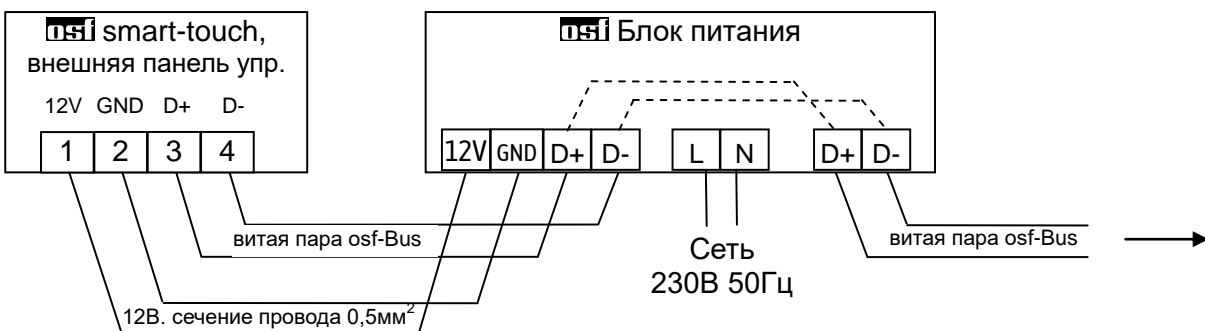 osf smart-touch,
внешняя панель упр.
12V GND D+ D-
1 2 3 4
osf Блок питания
12V GND D+ D- L N D+ D-
витая пара osf-Bus
12В. сечение провода 0,5мм²
Сеть
230В 50Гц
витая пара osf-Bus